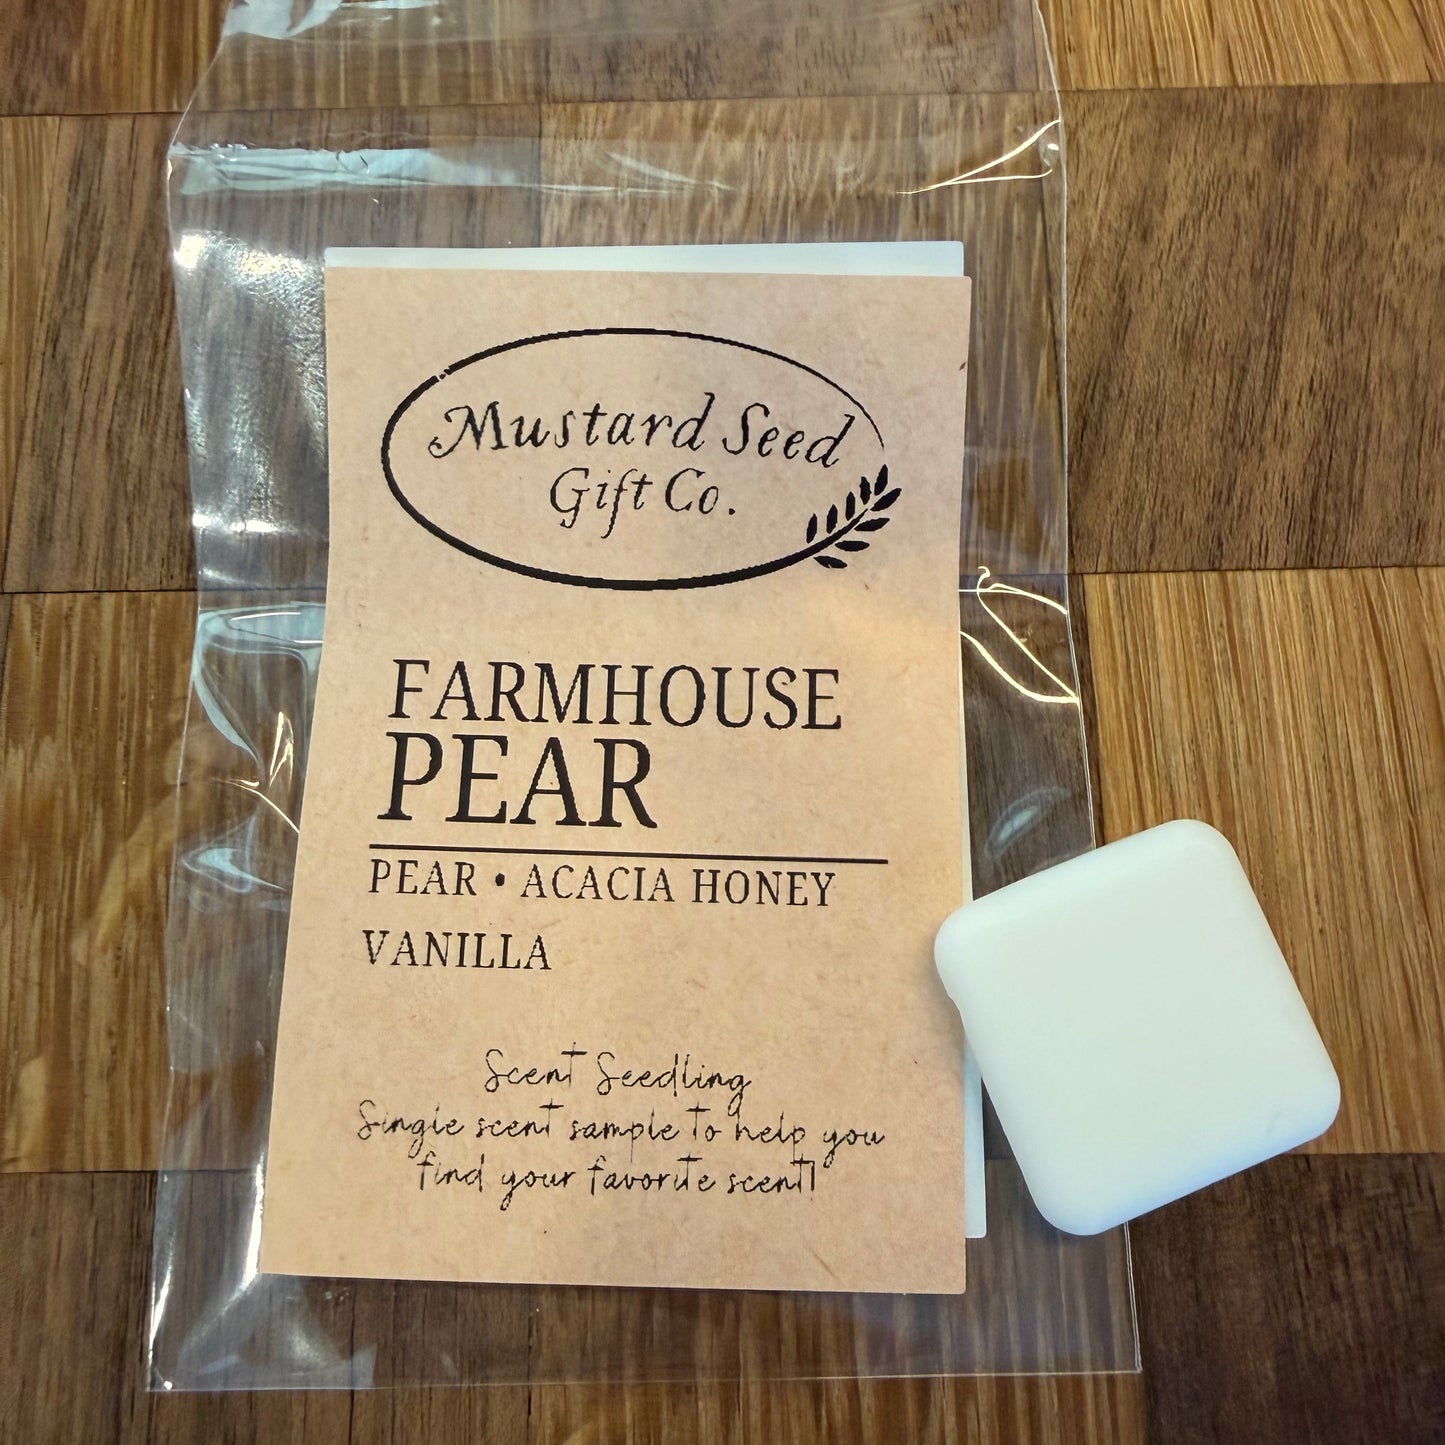 Mustard Seed
Gift Co.
FARMHOUSE
PEAR
PEAR • ACACIA HONEY
VANILLA
Scent Seedling
Single scent sample to help you
find your favorite scent!